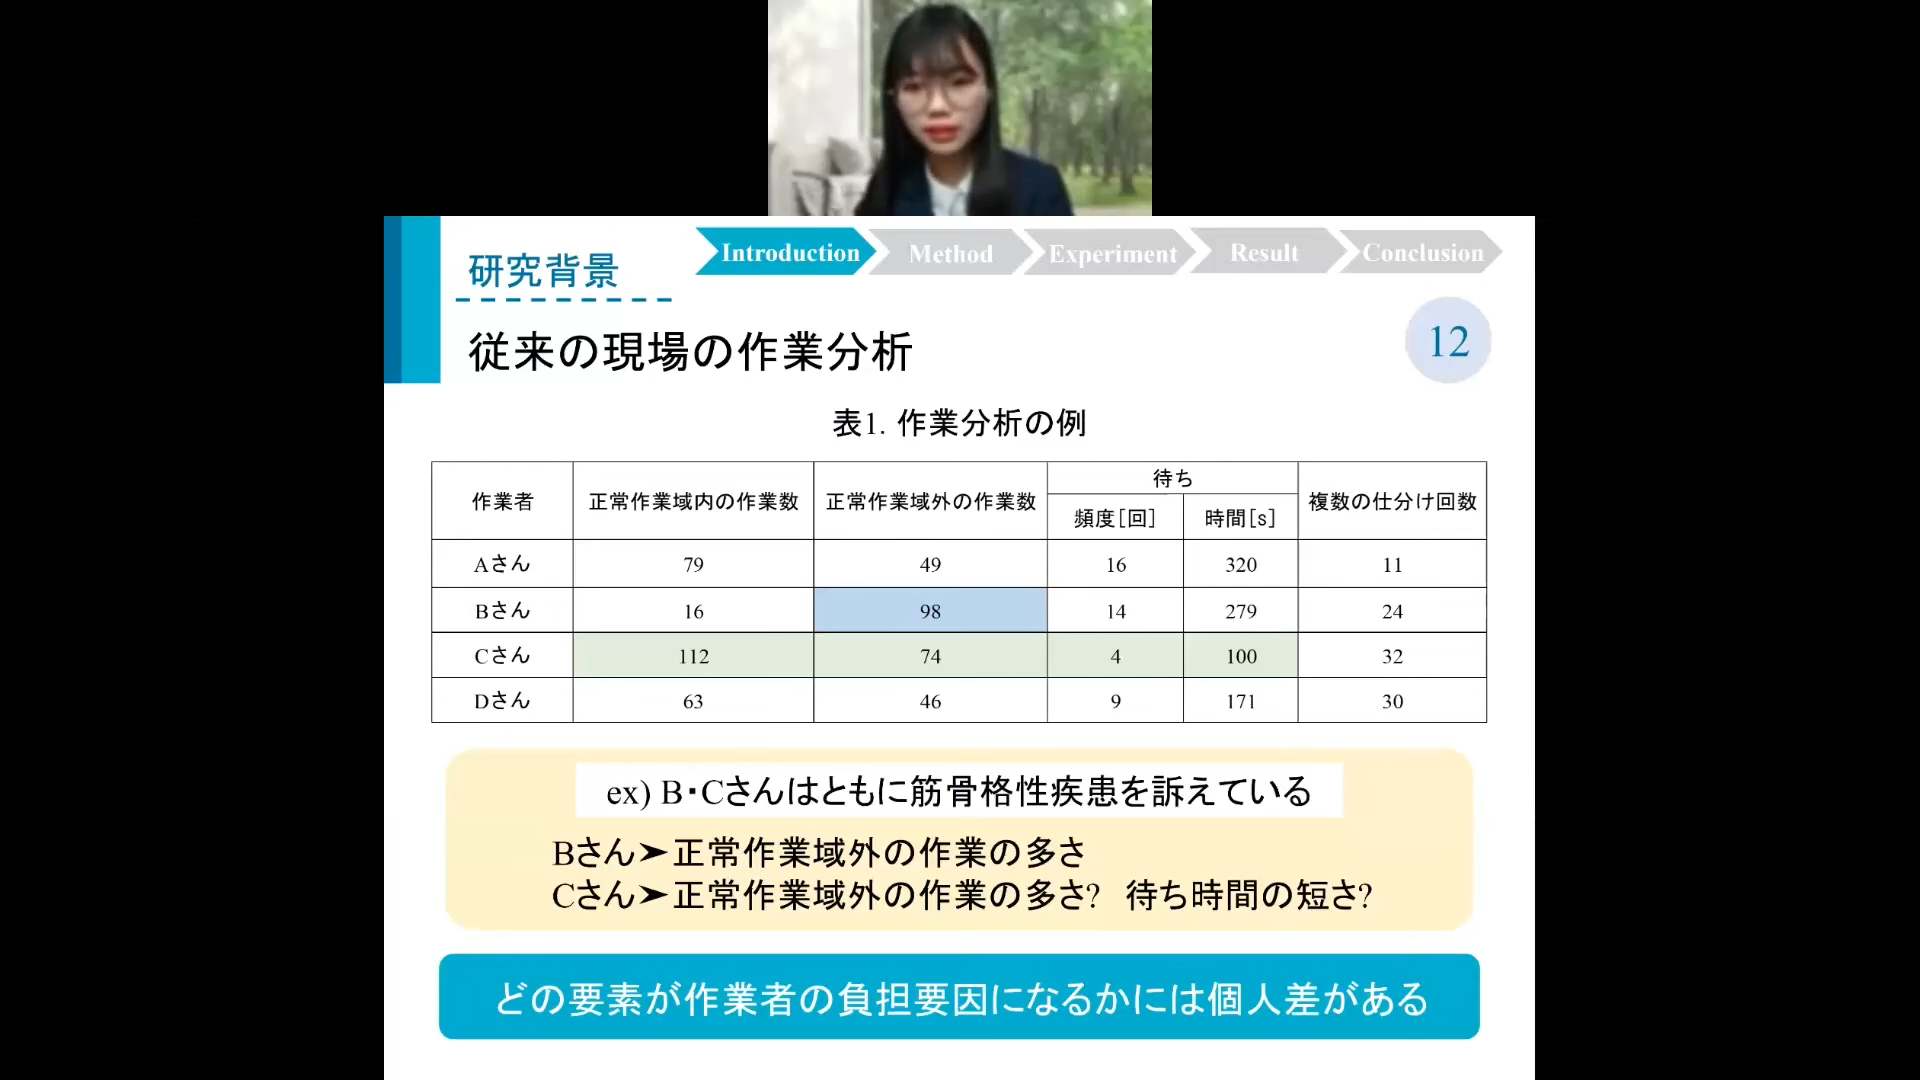 研究背景
Introduction
Method
Experiment
Result
Conclusion
従来の現場の作業分析
12
表1. 作業分析の例
作業者 正常作業域内の作業数 正常作業域外の作業数 待ち 複数の仕分け回数
頻度[回] 時間[s]
Aさん 79 49 16 320 11
Bさん 16 98 14 279 24
Cさん 112 74 4 100 32
Dさん 63 46 9 171 30
ex) B・Cさんはともに筋骨格性疾患を訴えている
Bさん➤正常作業域外の作業の多さ
Cさん➤正常作業域外の作業の多さ? 待ち時間の短さ?
どの要素が作業者の負担要因になるかには個人差がある